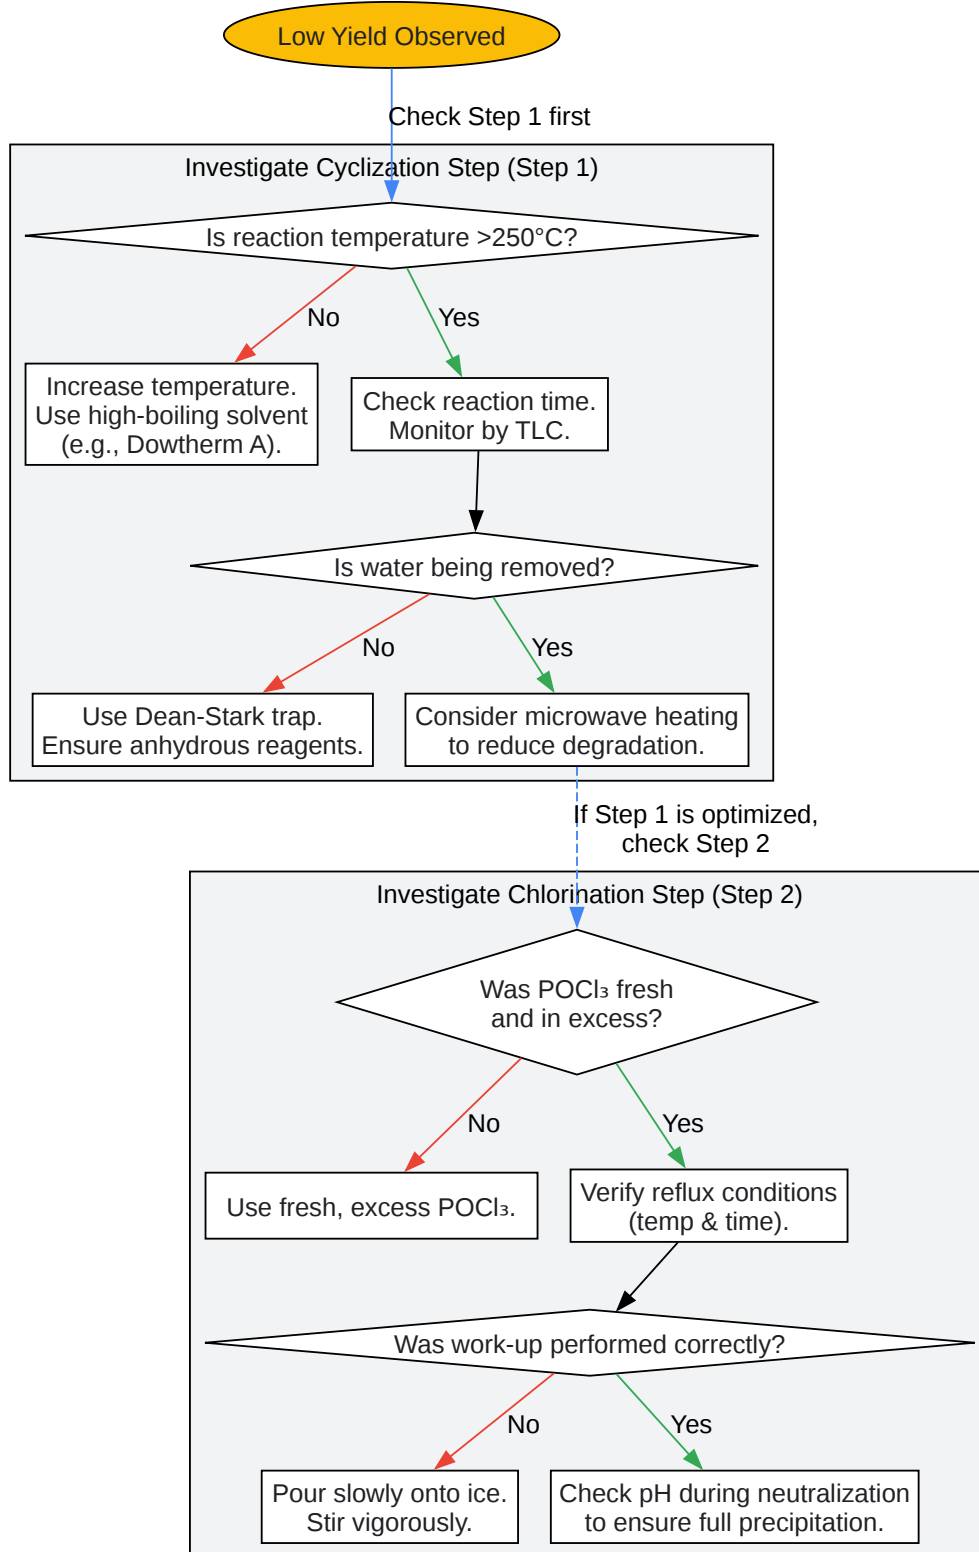 Low Yield Observed
Check Step 1 first
Investigate Cyclization Step (Step 1)
Is reaction temperature >250°C?
No
Yes
Increase temperature.
Use high-boiling solvent
(e.g., Dowtherm A).
Check reaction time.
Monitor by TLC.
Is water being removed?
No
Yes
Use Dean-Stark trap.
Ensure anhydrous reagents.
Consider microwave heating
to reduce degradation.
If Step 1 is optimized,
check Step 2
Investigate Chlorination Step (Step 2)
Was POCl₃ fresh
and in excess?
No
Yes
Use fresh, excess POCl₃.
Verify reflux conditions
(temp & time).
Was work-up performed correctly?
No
Yes
Pour slowly onto ice.
Stir vigorously.
Check pH during neutralization
to ensure full precipitation.